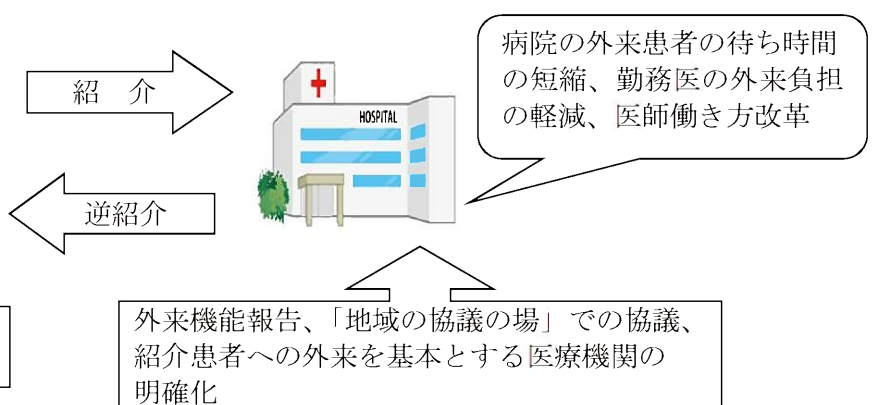 紹　介
HOSPITAL
病院の外来患者の待ち時間
の短縮、勤務医の外来負担
の軽減、医師働き方改革
逆紹介
外来機能報告、「地域の協議の場」での協議、
紹介患者への外来を基本とする医療機関の
明確化